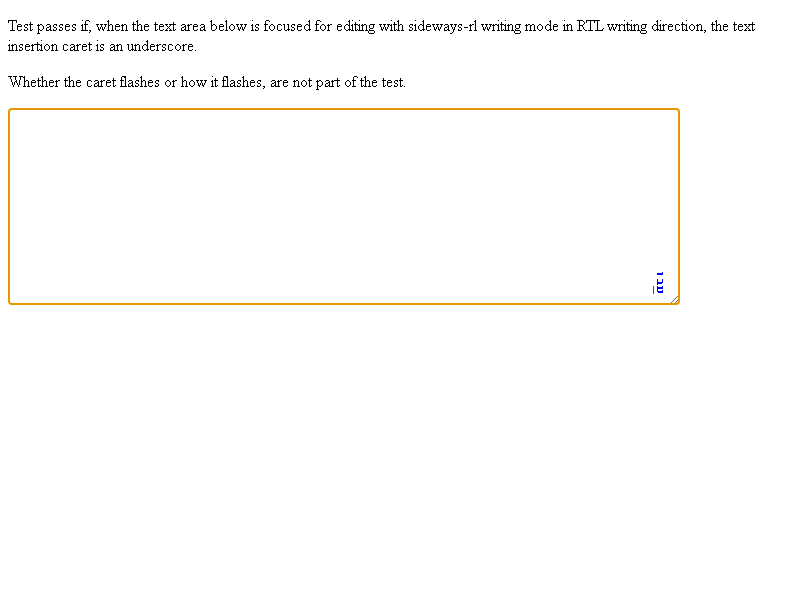 Test passes if, when the text area below is focused for editing with sideways-rl writing mode in RTL writing direction, the text
insertion caret is an underscore.
Whether the caret flashes or how it flashes, are not part of the test.